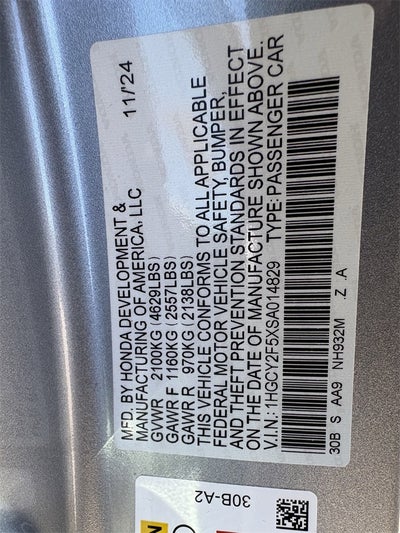 MFD. BY HONDA DEVELOPMENT & 11/24
MANUFACTURING OF AMERICA, LLC
GVWR 2100KG (4629LBS)
GAWR F 1160KG (2557LBS)
GAWR R 970KG (2138LBS)
THIS VEHICLE CONFORMS TO ALL APPLICABLE
FEDERAL MOTOR VEHICLE SAFETY, BUMPER,
AND THEFT PREVENTION STANDARDS IN EFFECT
ON THE DATE OF MANUFACTURE SHOWN ABOVE.
V.I.N.: 1HGCY2F5XSA014829 TYPE: PASSENGER CAR
30B S AA9 NH932M .Z .A
30B-A2